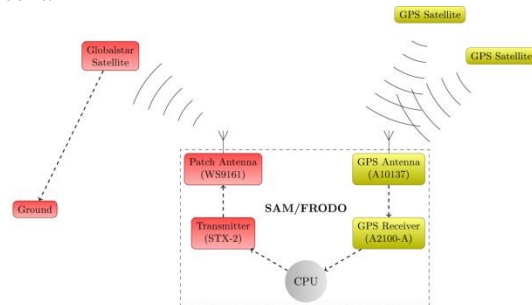 GPS Satellite
Globalstar
Satellite
GPS Satellite
Patch Antenna
(WS9161)
GPS Antenna
(A10137)
SAM/FRODO
Ground
Transmitter
(STX-2)
GPS Receiver
(A2100-A)
CPU